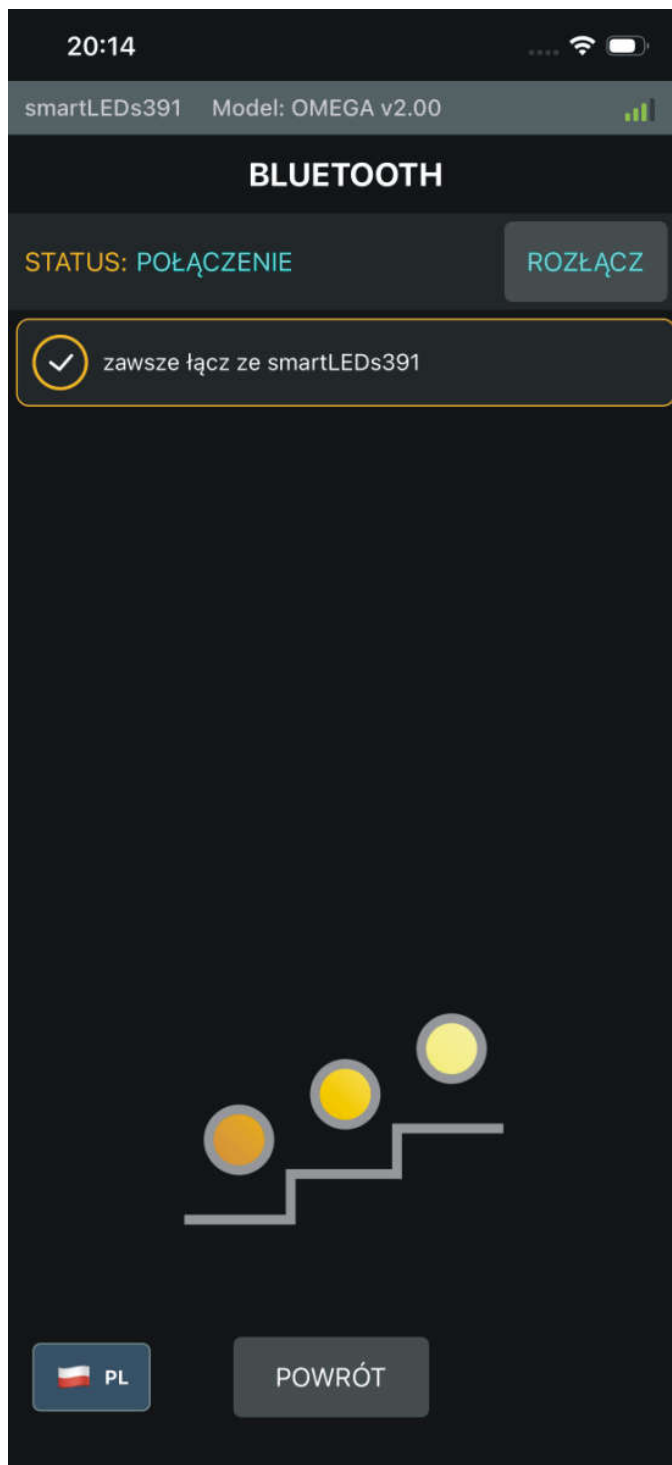 20:14
smartLEDs391 Model: OMEGA v2.00
BLUETOOTH
STATUS: POŁĄCZENIE ROZŁĄCZ
zawsze łącz ze smartLEDs391
PL POWRÓT